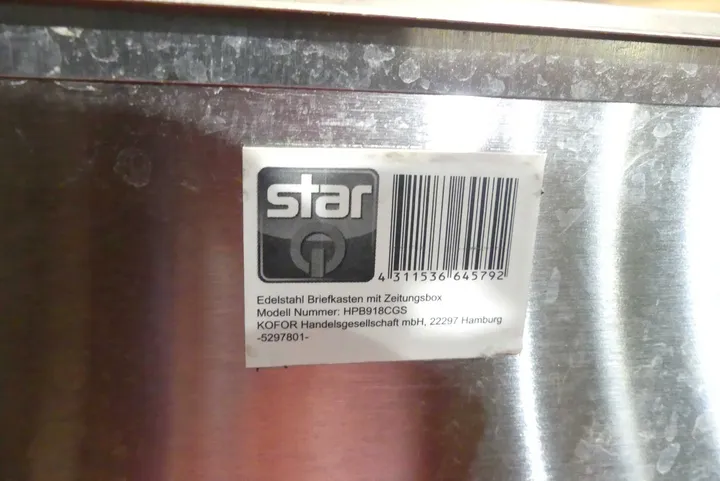 star
4 311536 645792
Edelstahl Briefkasten mit Zeitungsbox
Modell Nummer: HPB918CGS
KOFOR Handelsgesellschaft mbH, 22297 Hamburg
-5297801-